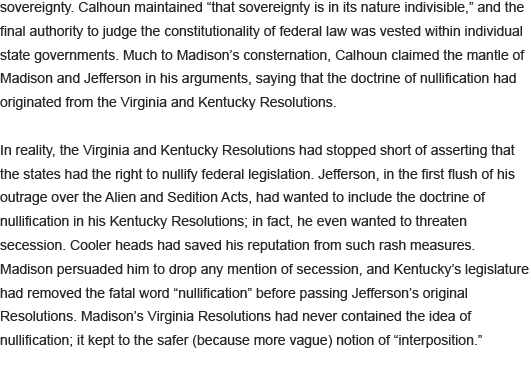 sovereignty. Calhoun maintained “that sovereignty is in its nature indivisible,” and the
final authority to judge the constitutionality of federal law was vested within individual
state governments. Much to Madison’s consternation, Calhoun claimed the mantle of
Madison and Jefferson in his arguments, saying that the doctrine of nullification had
originated from the Virginia and Kentucky Resolutions.

In reality, the Virginia and Kentucky Resolutions had stopped short of asserting that
the states had the right to nullify federal legislation. Jefferson, in the first flush of his
outrage over the Alien and Sedition Acts, had wanted to include the doctrine of
nullification in his Kentucky Resolutions; in fact, he even wanted to threaten
secession. Cooler heads had saved his reputation from such rash measures.
Madison persuaded him to drop any mention of secession, and Kentucky’s legislature
had removed the fatal word “nullification” before passing Jefferson’s original
Resolutions. Madison’s Virginia Resolutions had never contained the idea of
nullification; it kept to the safer (because more vague) notion of “interposition.”